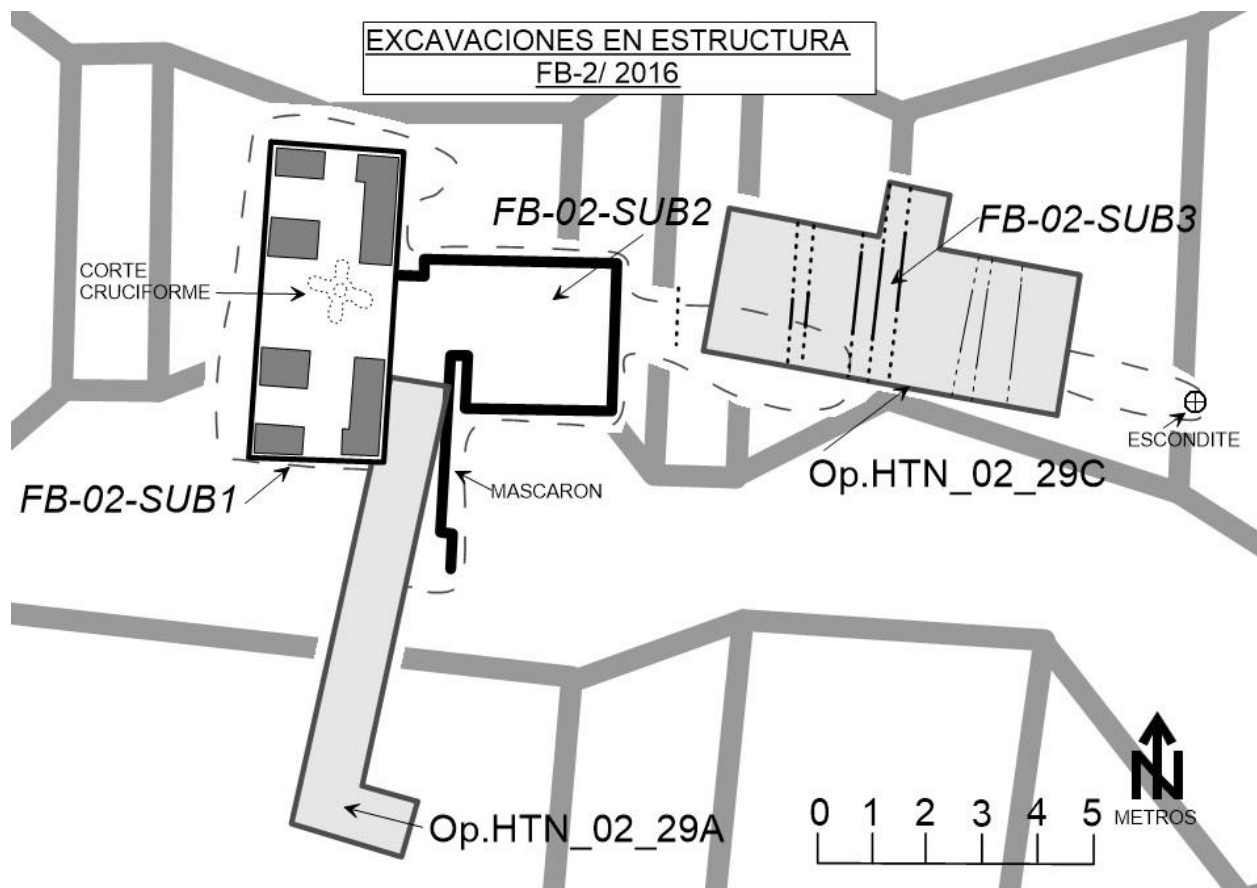 EXCAVACIONES EN ESTRUCTURA
FB-2/ 2016
FB-02-SUB2
FB-02-SUB3
CORTE
CRUCIFORME
ESCONDITE
Op.HTN_02_29C
MASCARON
FB-02-SUB1
Op.HTN_02_29A
0 1 2 3 4 5
N
METROS